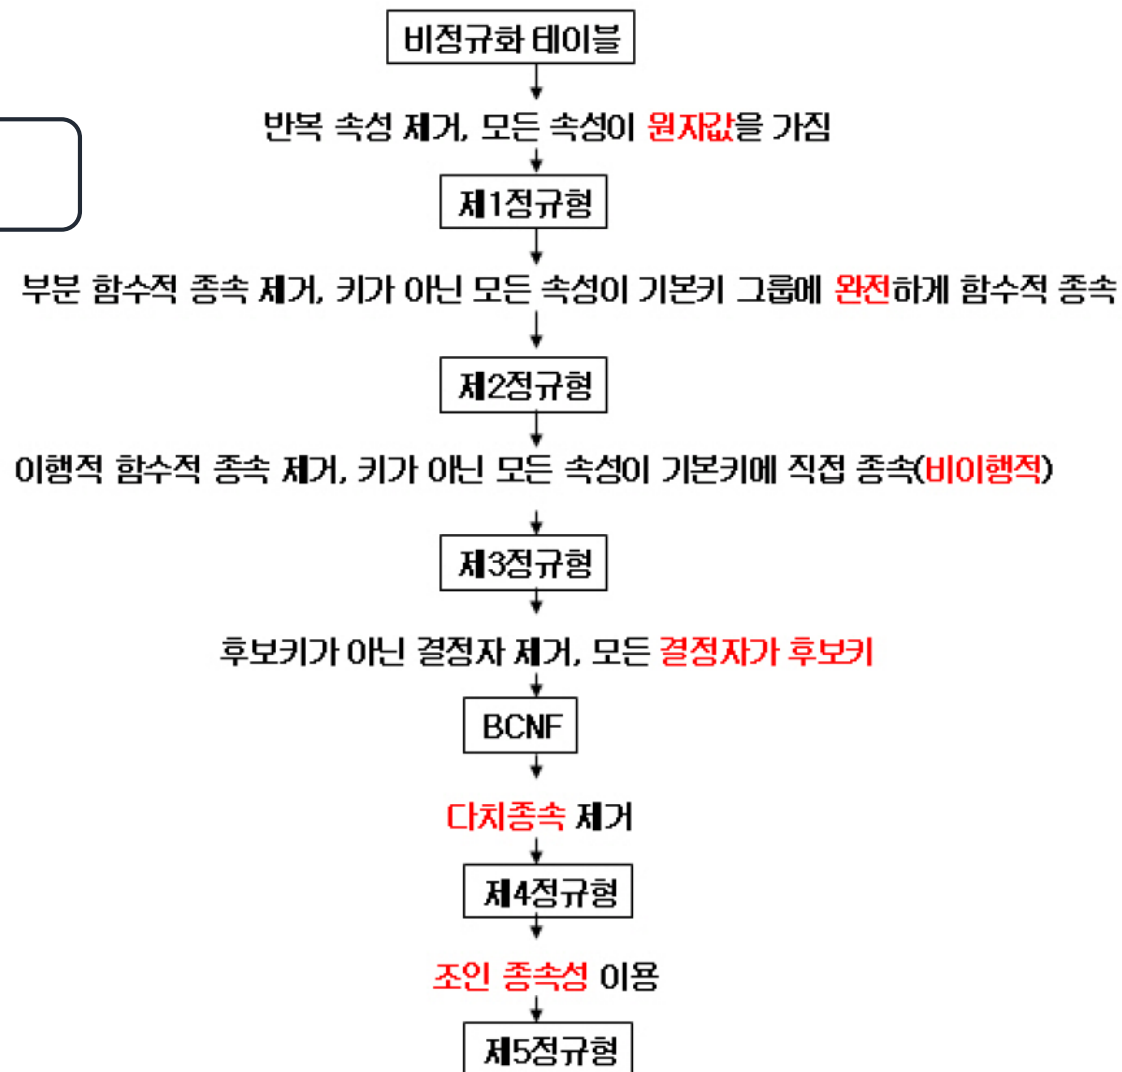 비정규화 테이블
반복 속성 제거, 모든 속성이 원자값을 가짐
제1정규형
부분 함수적 종속 제거, 키가 아닌 모든 속성이 기본키 그룹에 완전하게 함수적 종속
제2정규형
이행적 함수적 종속 제거, 키가 아닌 모든 속성이 기본키에 직접 종속(비이행적)
제3정규형
후보키가 아닌 결정자 제거, 모든 결정자가 후보키
BCNF
다치종속 제거
제4정규형
조인 종속성 이용
제5정규형